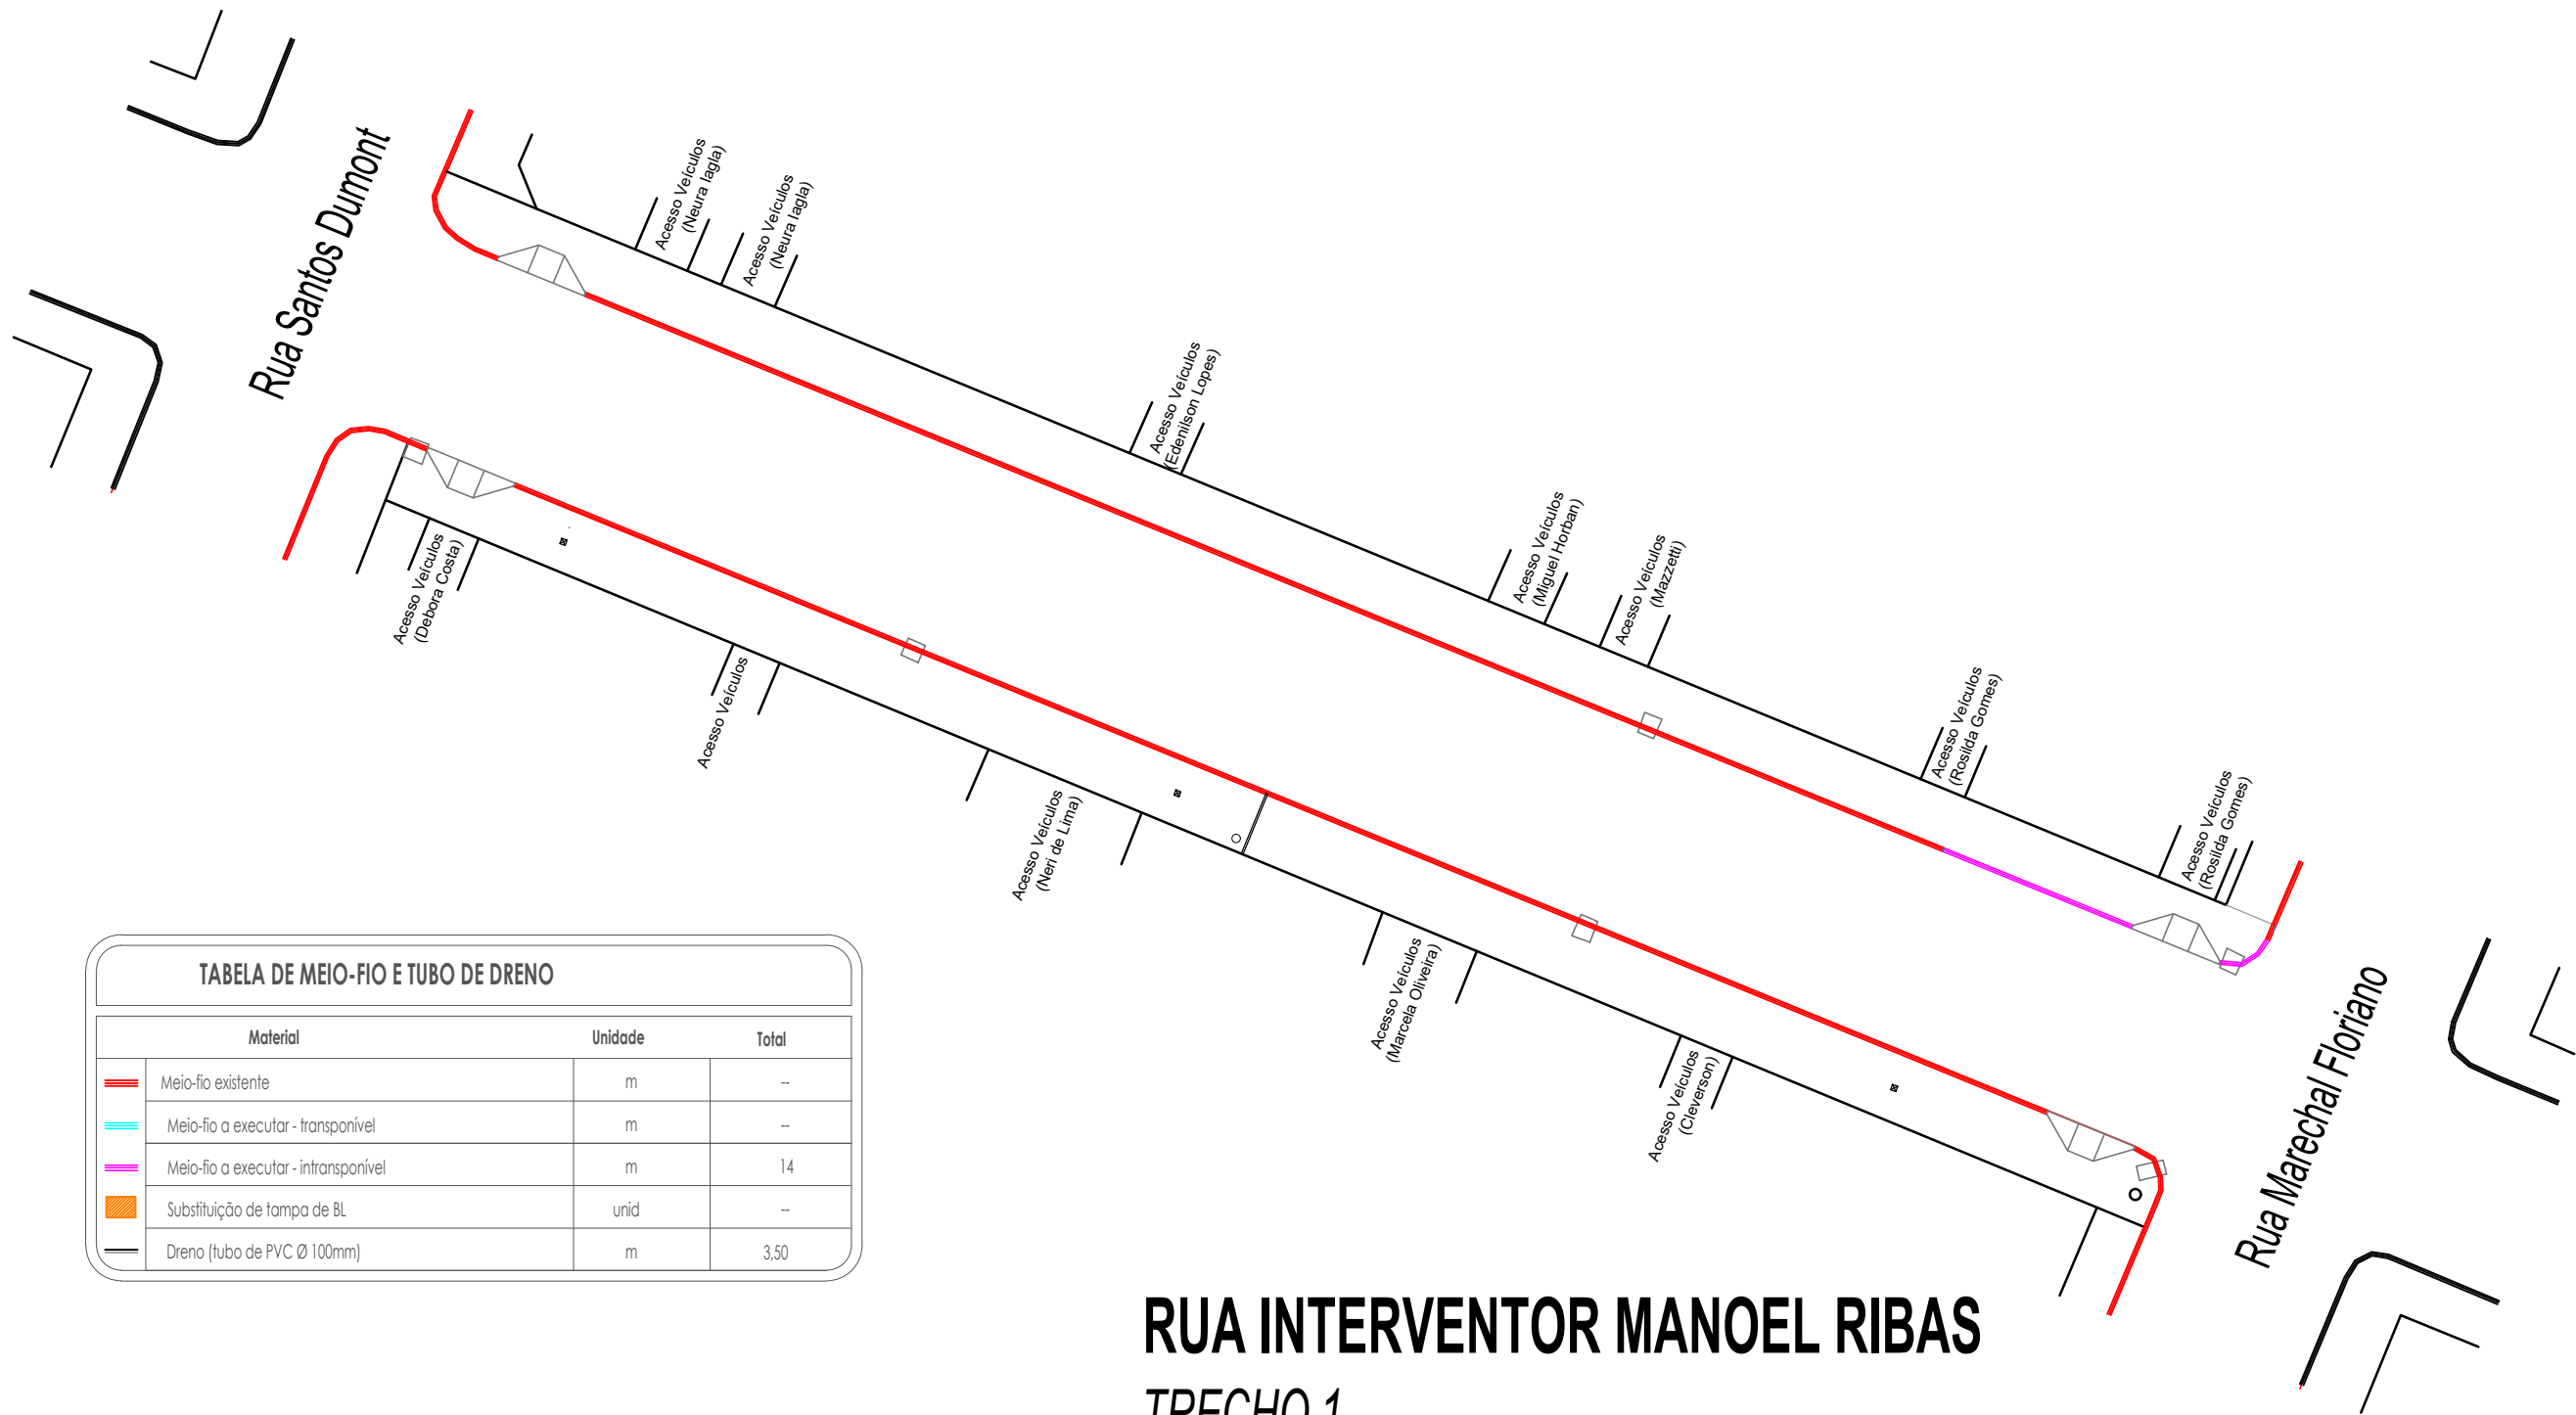 Rua Santos Dumont
Acesso Veículos
(Neura Iagla)
Acesso Veículos
(Neura Iagla)
Acesso Veículos
(Edenilson Lopes)
Acesso Veículos
(Miguel Horban)
Acesso Veículos
(Mazzetti)
Acesso Veículos
(Rosilda Gomes)
Acesso Veículos
(Rosilda Gomes)
Acesso Veículos
(Debora Costa)
Acesso Veículos
Acesso Veículos
(Neri de Lima)
Acesso Veículos
(Marcela Oliveira)
Acesso Veículos
(Cleverson)
Rua Marechal Floriano
TABELA DE MEIO-FIO E TUBO DE DRENO
Material Unidade Total
Meio-fio existente m --
Meio-fio a executar - transponível m --
Meio-fio a executar - intransponível m 14
Substituição de tampa de BL unid --
Dreno (tubo de PVC Ø 100mm) m 3,50
RUA INTERVENTOR MANOEL RIBAS
TRECHO 1